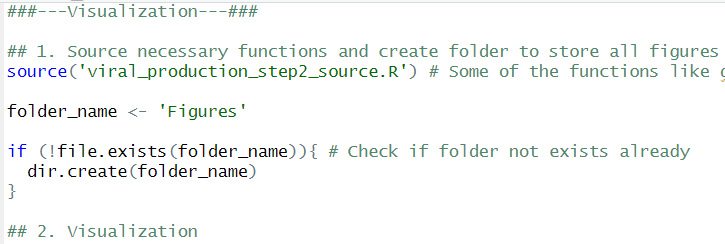 ###---Visualization---###
## 1. Source necessary functions and create folder to store all figures
source('viral_production_step2_source.R') # Some of the functions like
folder_name <- 'Figures'
if (!file.exists(folder_name)){ # Check if folder not exists already
dir.create(folder_name)
}
## 2. Visualization